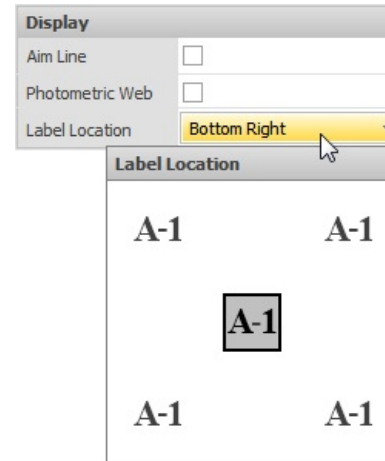 Display
Aim Line
Photometric Web
Label Location Bottom Right
Label Location
A-1 A-1
A-1
A-1 A-1